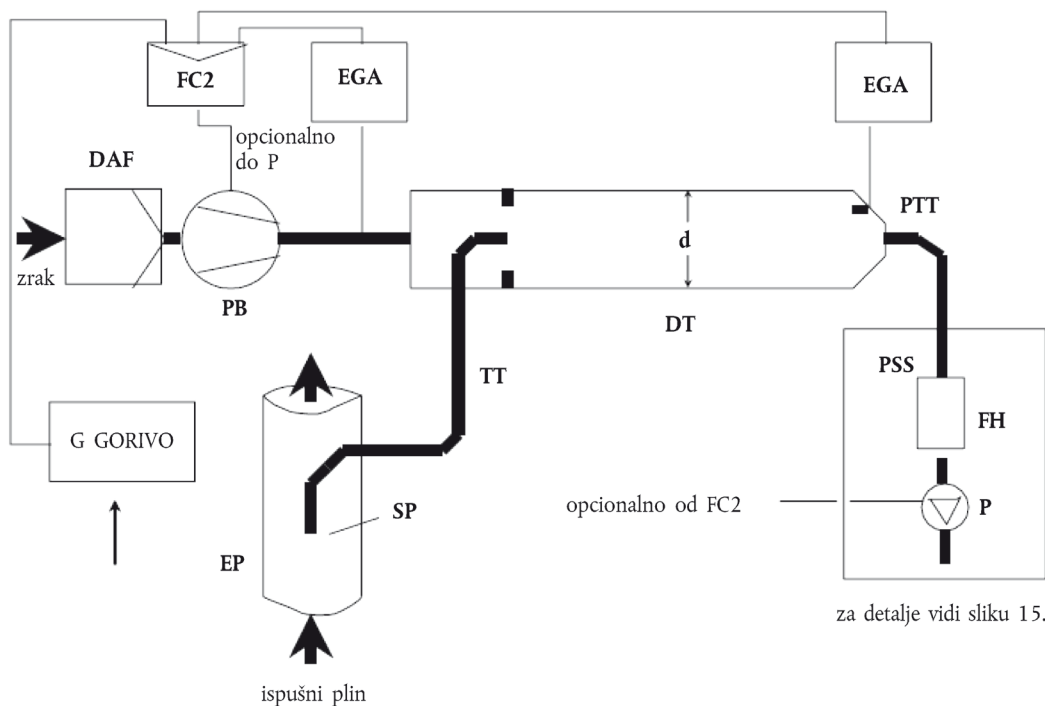 FC2
EGA
EGA
opcionalno
do P
DAF
PTT
d
zrak
PB
DT
PSS
TT
FH
G GORIVO
opcionalno od FC2
P
SP
EP
za detalje vidi sliku 15.
ispušni plin